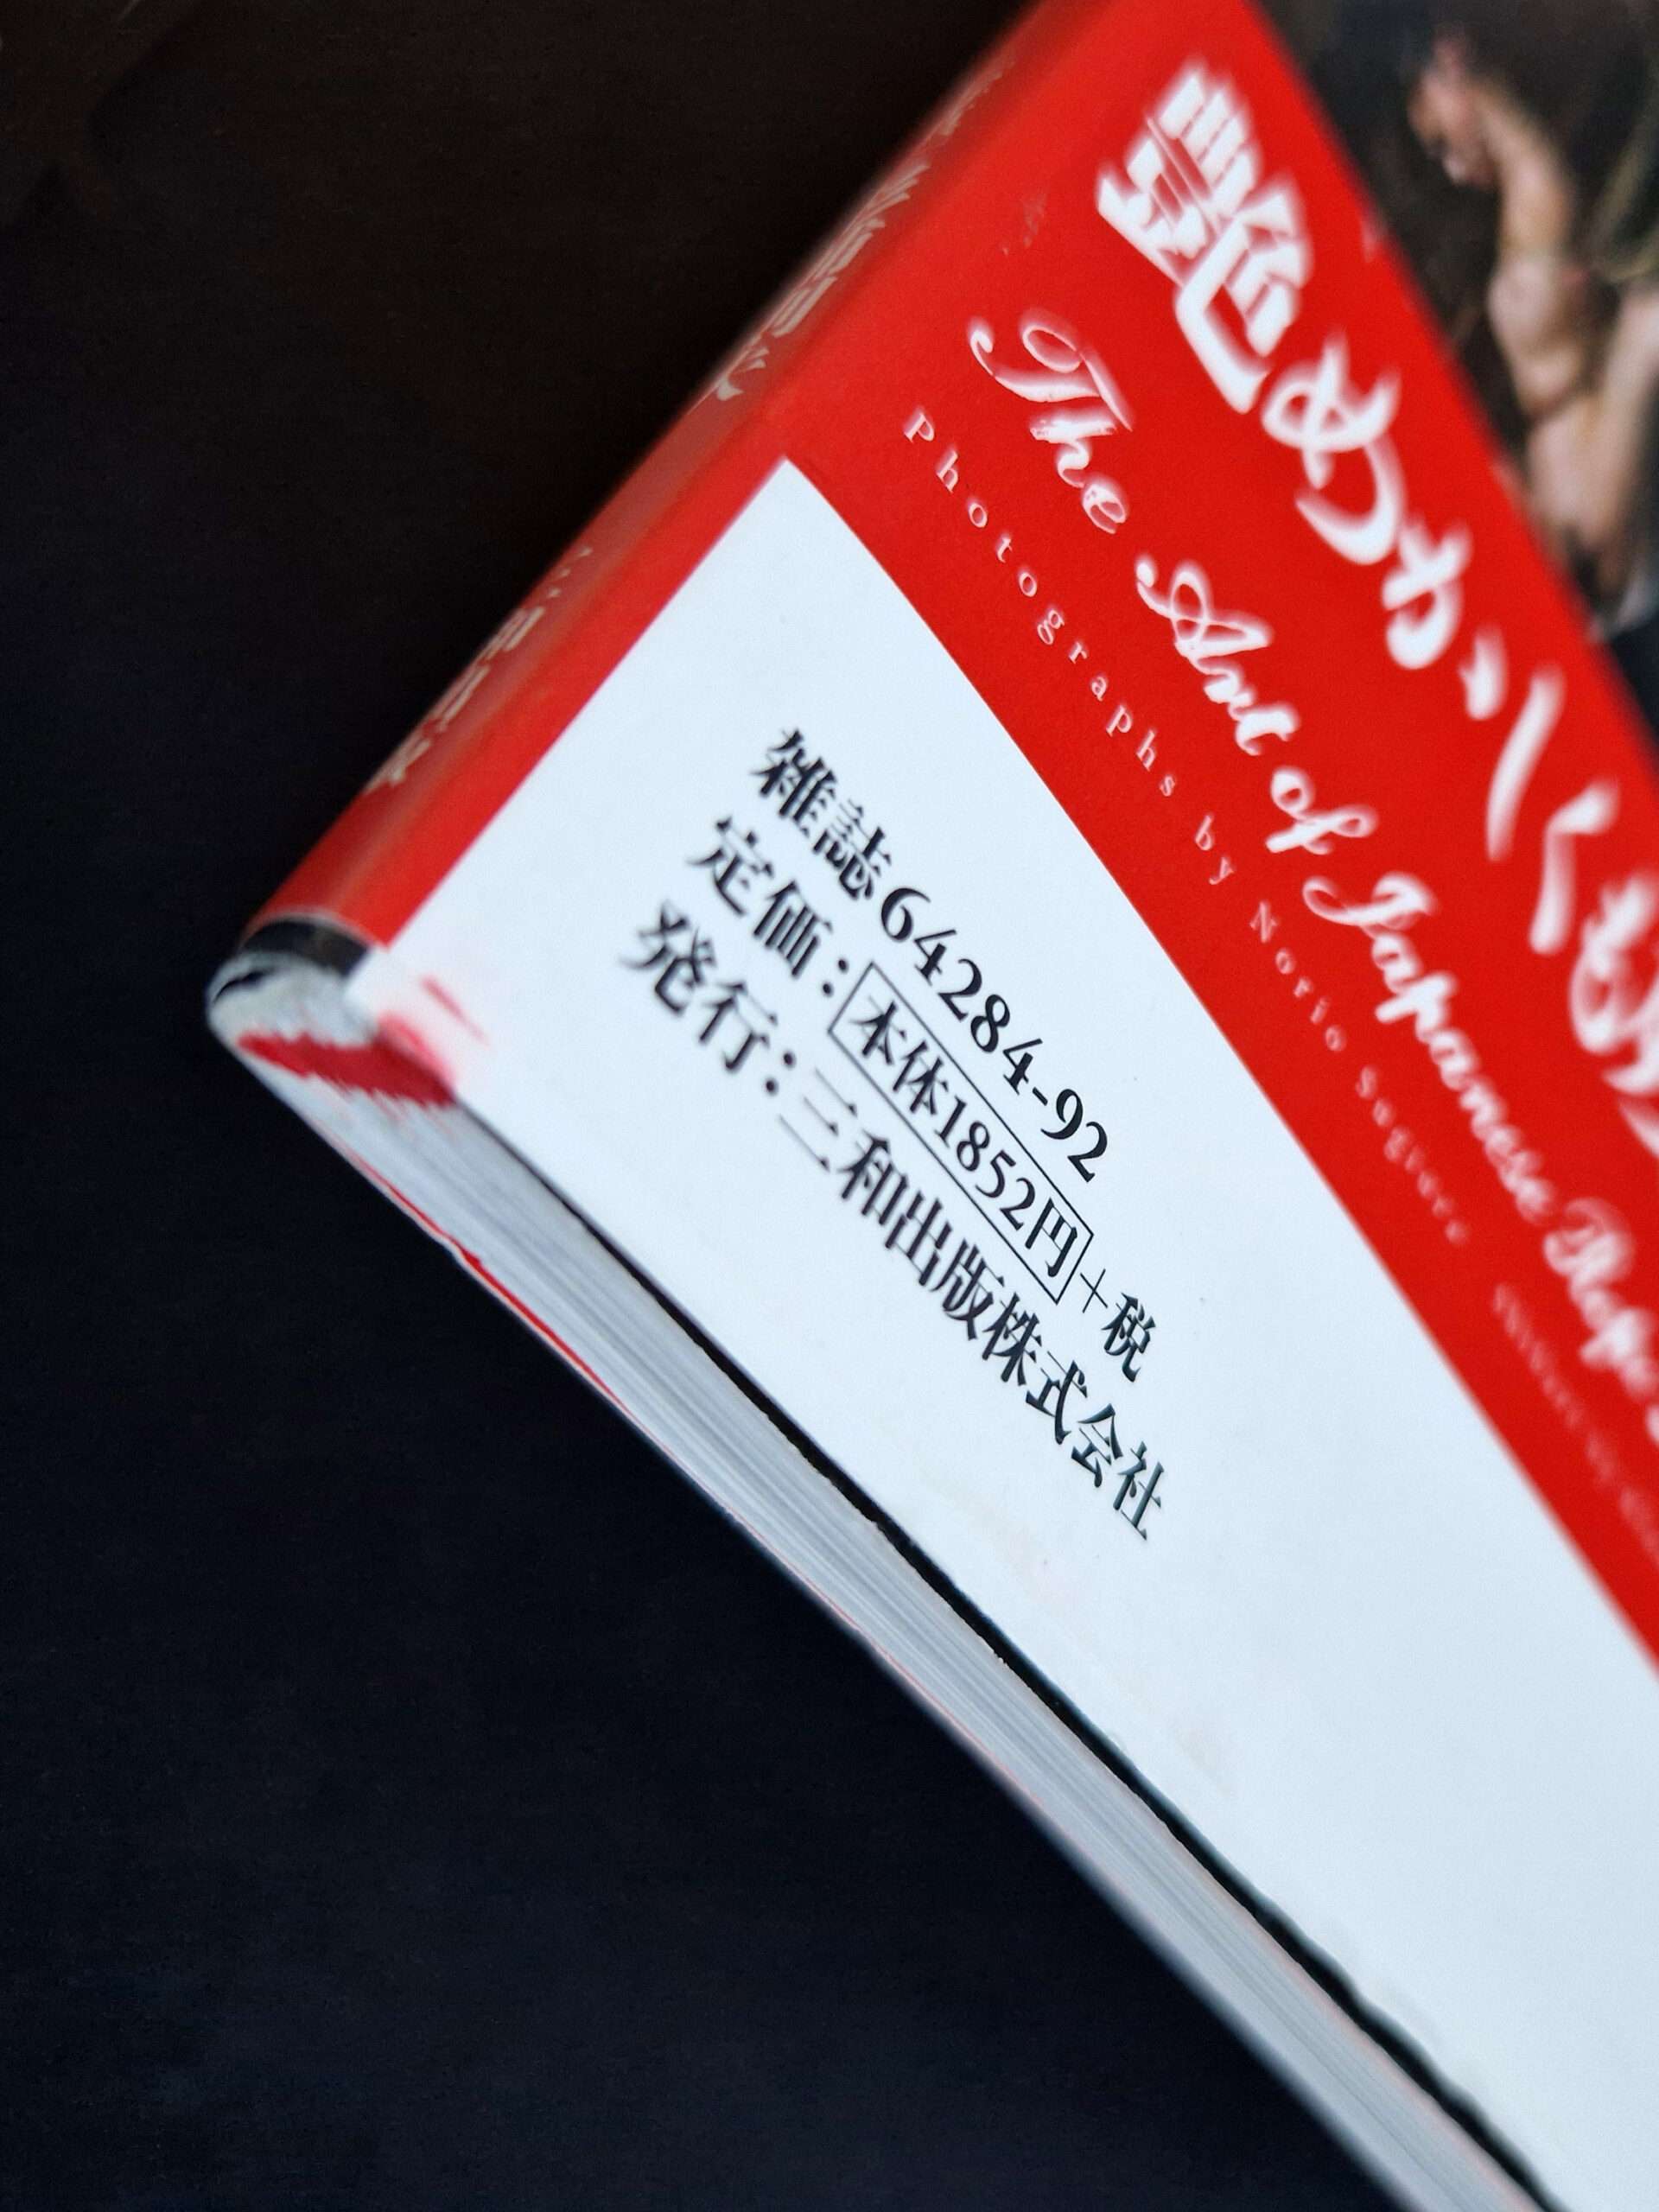 艶めかしくも
The Art of Japanese Rope
Photographs by Norio Sugiura
雑誌64284-92
定価：本体1852円＋税
発行：三和出版株式会社